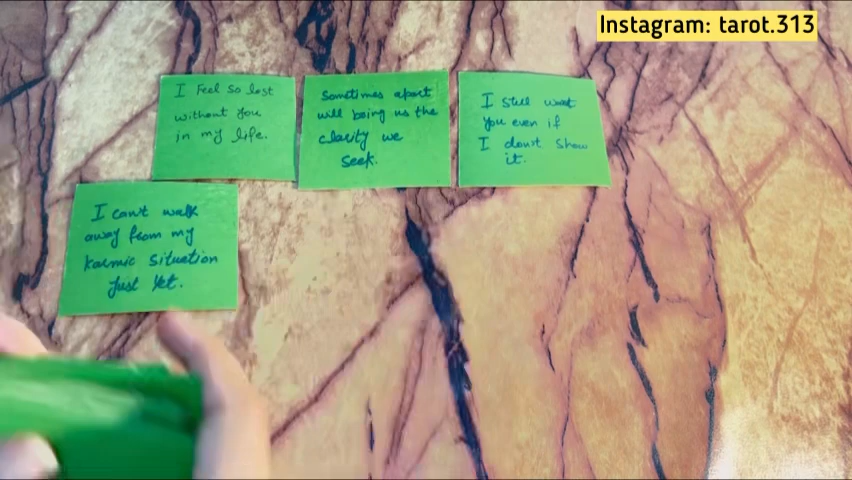 Instagram: tarot.313
I Feel so lost
without you
in my life.
Sometimes apart
will bring us the
clarity we
seek.
I still want
you even if
I don't show
it.
I can't walk
away from my
karmic situation
Just Yet.